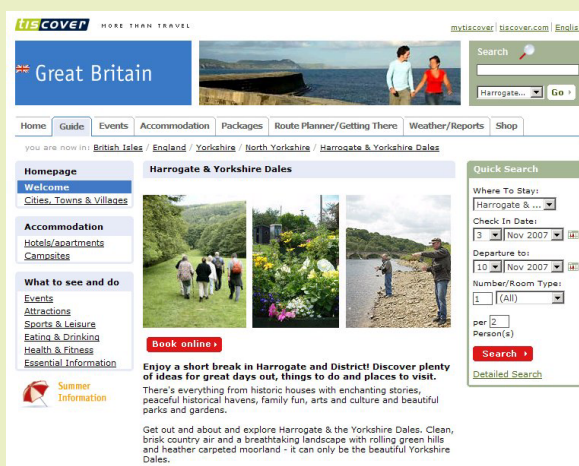 tiscover MORE THAN TRAVEL
mytiscover | tiscover.com |
Great Britain
Search
Harrogate... Go
Home Guide Events Accommodation Packages Route Planner/Getting There Weather/Reports Shop
you are now in: British Isles / England / Yorkshire / North Yorkshire / Harrogate & Yorkshire Dales
Homepage
Welcome
Cities, Towns & Villages
Accommodation
Hotels/apartments
Campsites
What to see and do
Events
Attractions
Sports & Leisure
Eating & Drinking
Health & Fitness
Essential Information
Summer
Information
Harrogate & Yorkshire Dales
Book online
Enjoy a short break in Harrogate and District! Discover plenty
of ideas for great days out, things to do and places to visit.
There's everything from historic houses with enchanting stories,
peaceful historical havens, family fun, arts and culture and beautiful
parks and gardens.
Get out and about and explore Harrogate & the Yorkshire Dales. Clean,
brisk country air and a breathtaking landscape with rolling green hills
and heather carpeted moorland - it can only be the beautiful Yorkshire
Dales.
Quick Search
Where To Stay:
Harrogate & ...
Check In Date:
3 Nov 2007
Departure to:
10 Nov 2007
Number/Room Type:
1 (All)
per 2
Person(s)
Search
Detailed Search